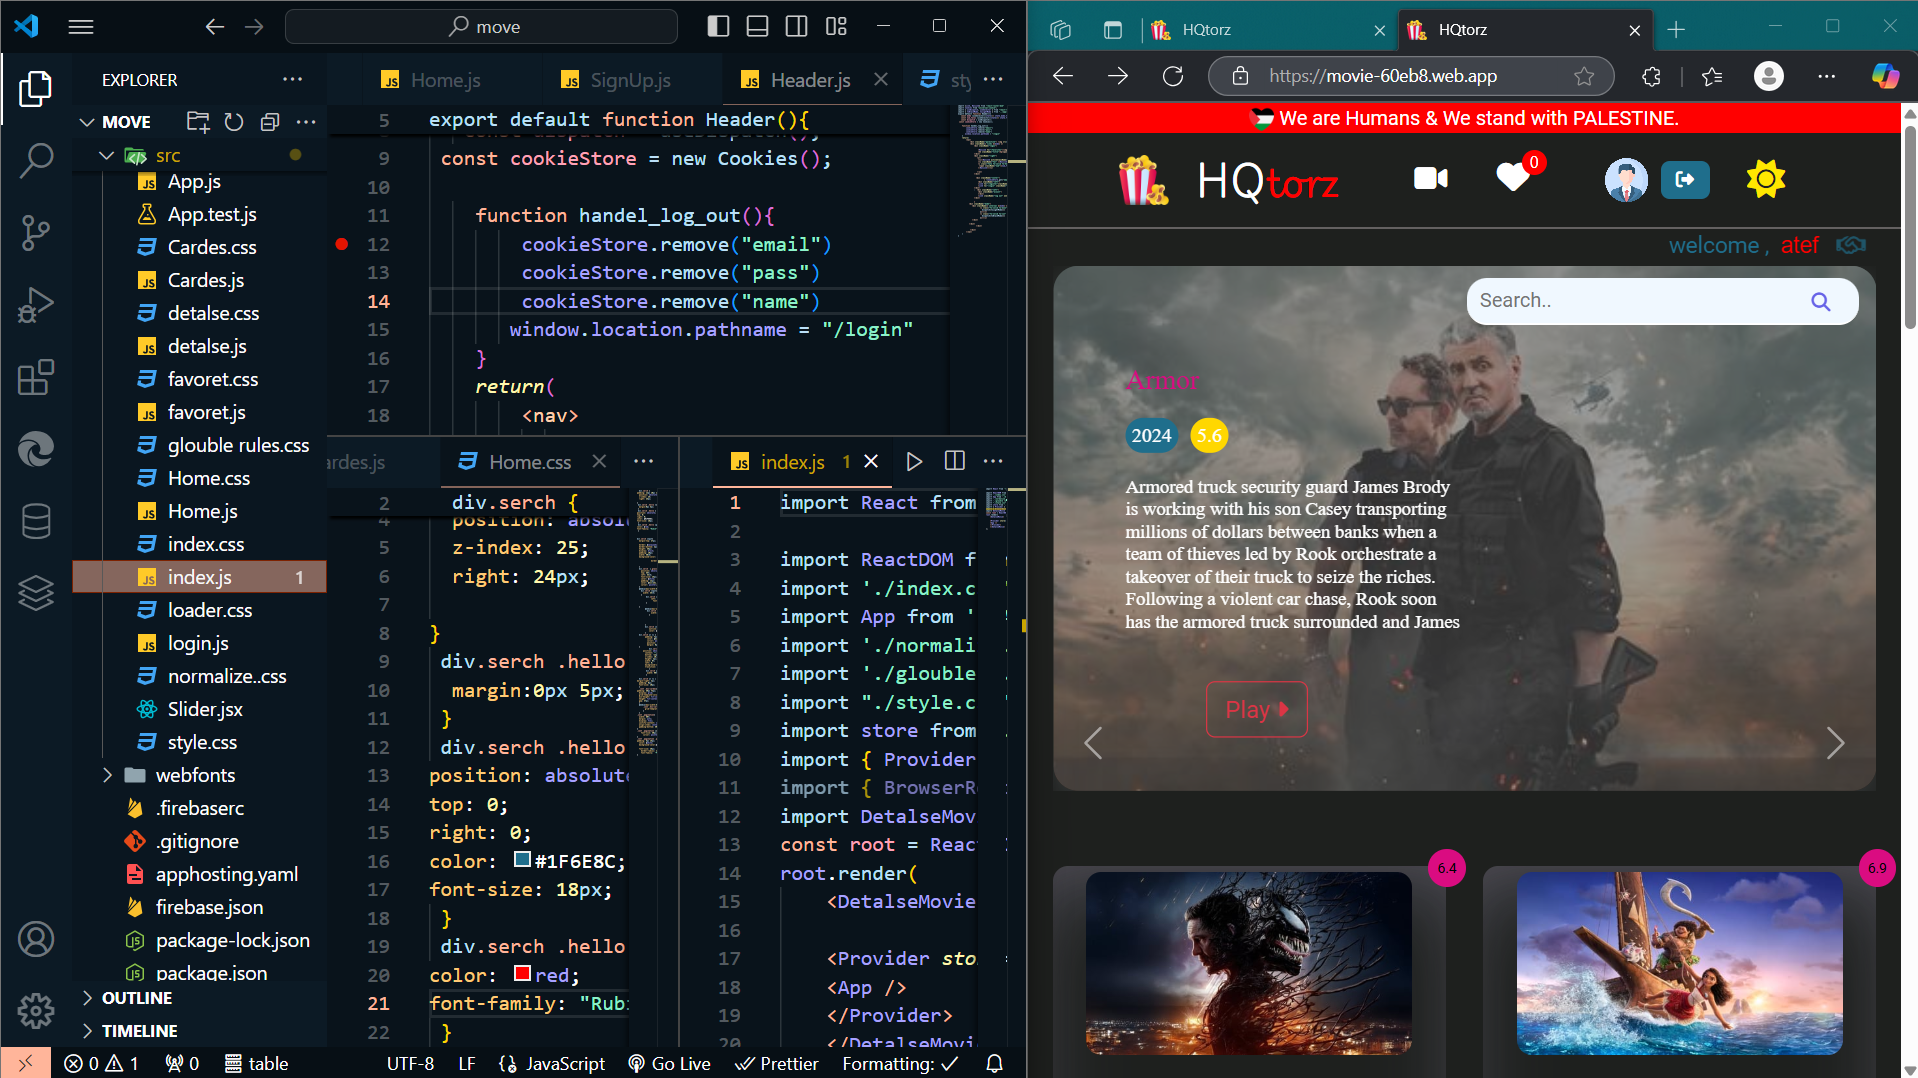 move
EXPLORER
MOVE
src
App.js
App.test.js
Cardes.css
Cardes.js
detalse.css
detalse.js
favoret.css
favoret.js
glouble rules.css
Home.css
Home.js
index.css
index.js 1
loader.css
login.js
normalize..css
Slider.jsx
style.css
webfonts
.firebaserc
.gitignore
apphosting.yaml
firebase.json
package-lock.json
package.json
OUTLINE
TIMELINE
Home.js SignUp.js Header.js
5 export default function Header(){
9 const cookieStore = new Cookies();
10
11 function handel_log_out(){
12 cookieStore.remove("email")
13 cookieStore.remove("pass")
14 cookieStore.remove("name")
15 window.location.pathname = "/login"
16 }
17 return(
18 <nav>
ardes.js Home.css
2 div.serch {
4 position: absolu
5 z-index: 25;
6 right: 24px;
7
8 }
9 div.serch .hello
10 margin:0px 5px;
11 }
12 div.serch .hello
13 position: absolute
14 top: 0;
15 right: 0;
16 color: #1F6E8C;
17 font-size: 18px;
18 }
19 div.serch .hello
20 color: red;
21 font-family: "Rubi
22 }
index.js 1
1 import React from
2
3 import ReactDOM f
4 import './index.c
5 import App from '
6 import './normali
7 import './glouble
8 import "./style.c
9 import store from
10 import { Provider
11 import { BrowserR
12 import DetalseMov
13 const root = Reac
14 root.render(
15 <DetalseMovie
16
17 <Provider sto
18 <App />
19 </Provider>
20 </DetalseMovi
0 1 0 table UTF-8 LF JavaScript Go Live Prettier Formatting:
HQtorz HQtorz
https://movie-60eb8.web.app
We are Humans & We stand with PALESTINE.
HQtorz 0
welcome , atef
Search..
Armor
2024 5.6
Armored truck security guard James Brody
is working with his son Casey transporting
millions of dollars between banks when a
team of thieves led by Rook orchestrate a
takeover of their truck to seize the riches.
Following a violent car chase, Rook soon
has the armored truck surrounded and James
Play
6.4 6.9